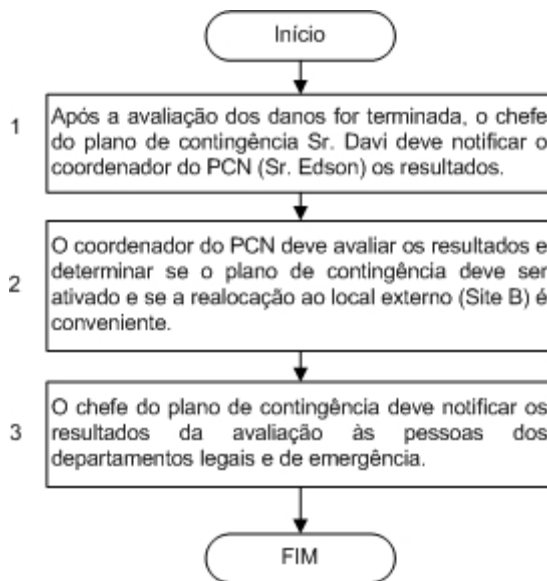 Início
1
Após a avaliação dos danos for terminada, o chefe
do plano de contingência Sr. Davi deve notificar o
coordenador do PCN (Sr. Edson) os resultados.
2
O coordenador do PCN deve avaliar os resultados e
determinar se o plano de contingência deve ser
ativado e se a realocação ao local externo (Site B) é
conveniente.
3
O chefe do plano de contingência deve notificar os
resultados da avaliação às pessoas dos
departamentos legais e de emergência.
FIM